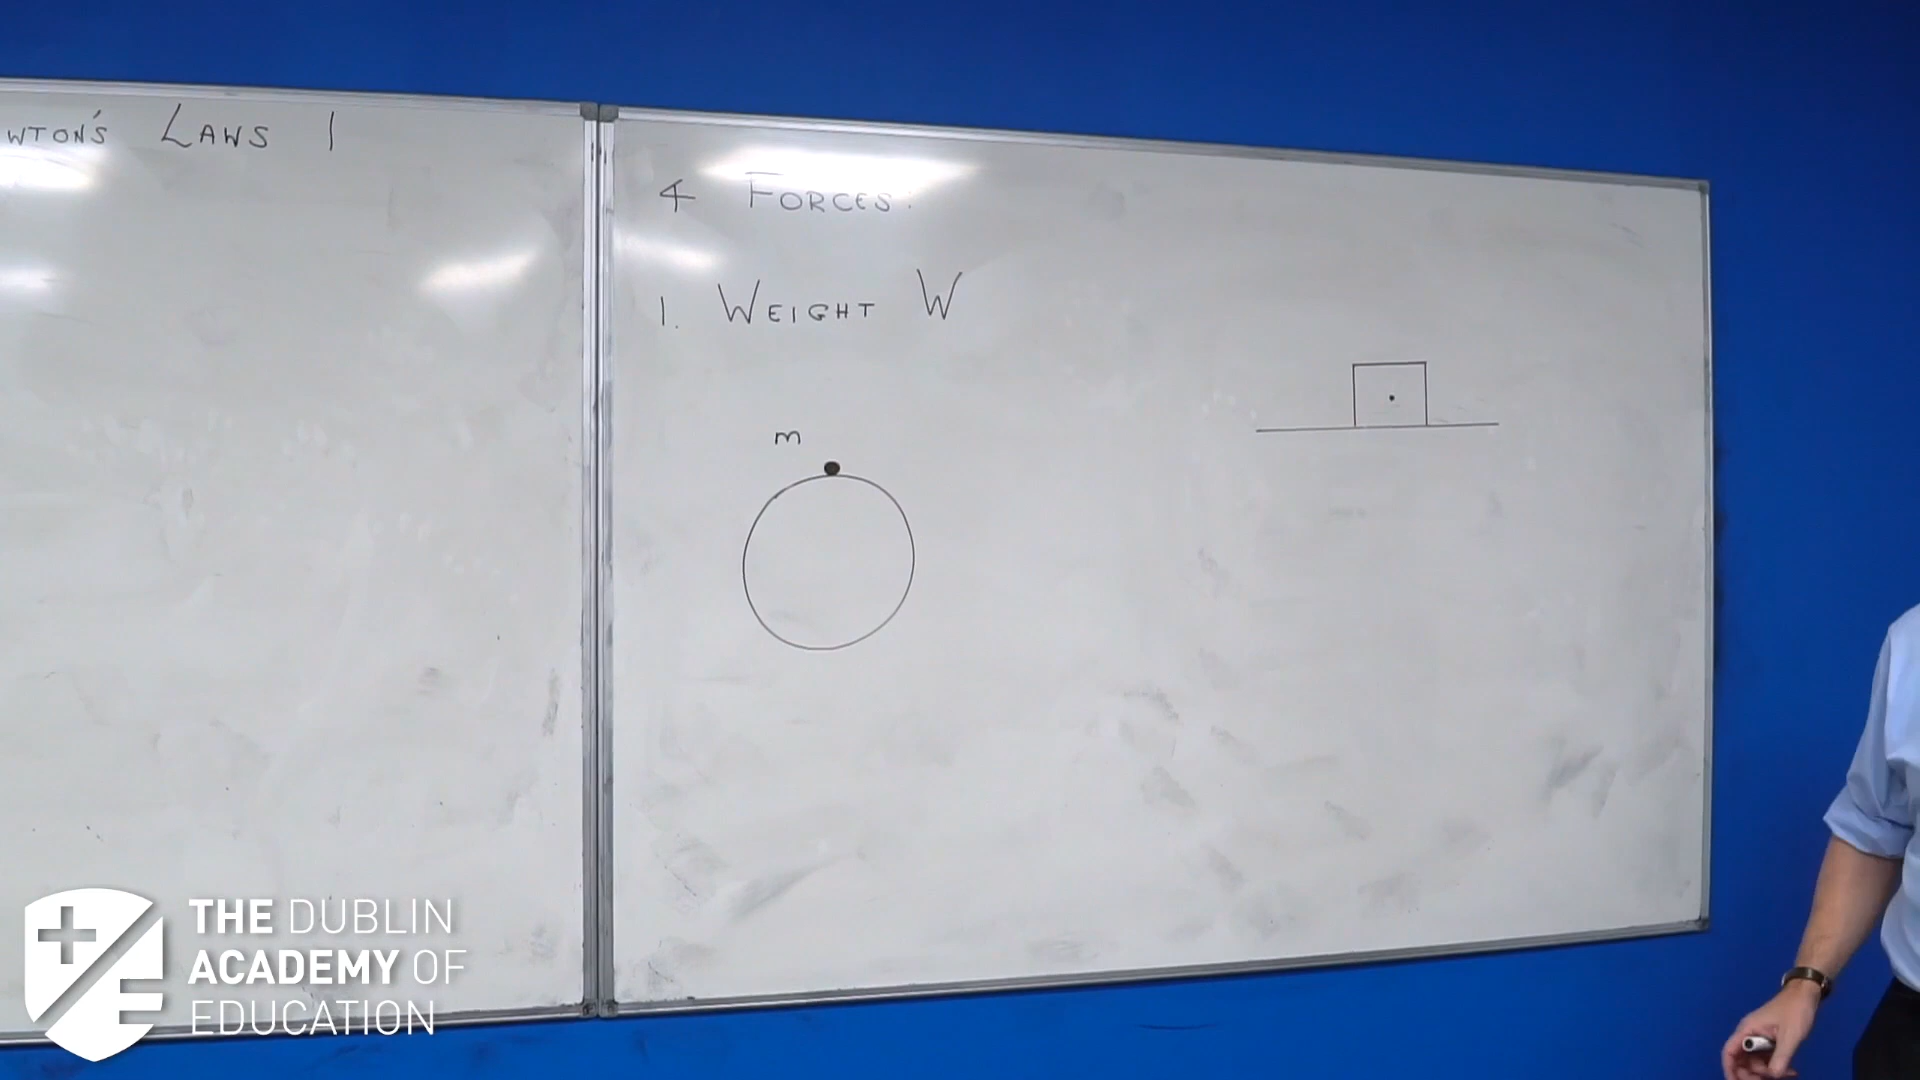 WTON'S LAWS 1
4 FORCES:
1. WEIGHT W
m
THE DUBLIN
ACADEMY OF
EDUCATION